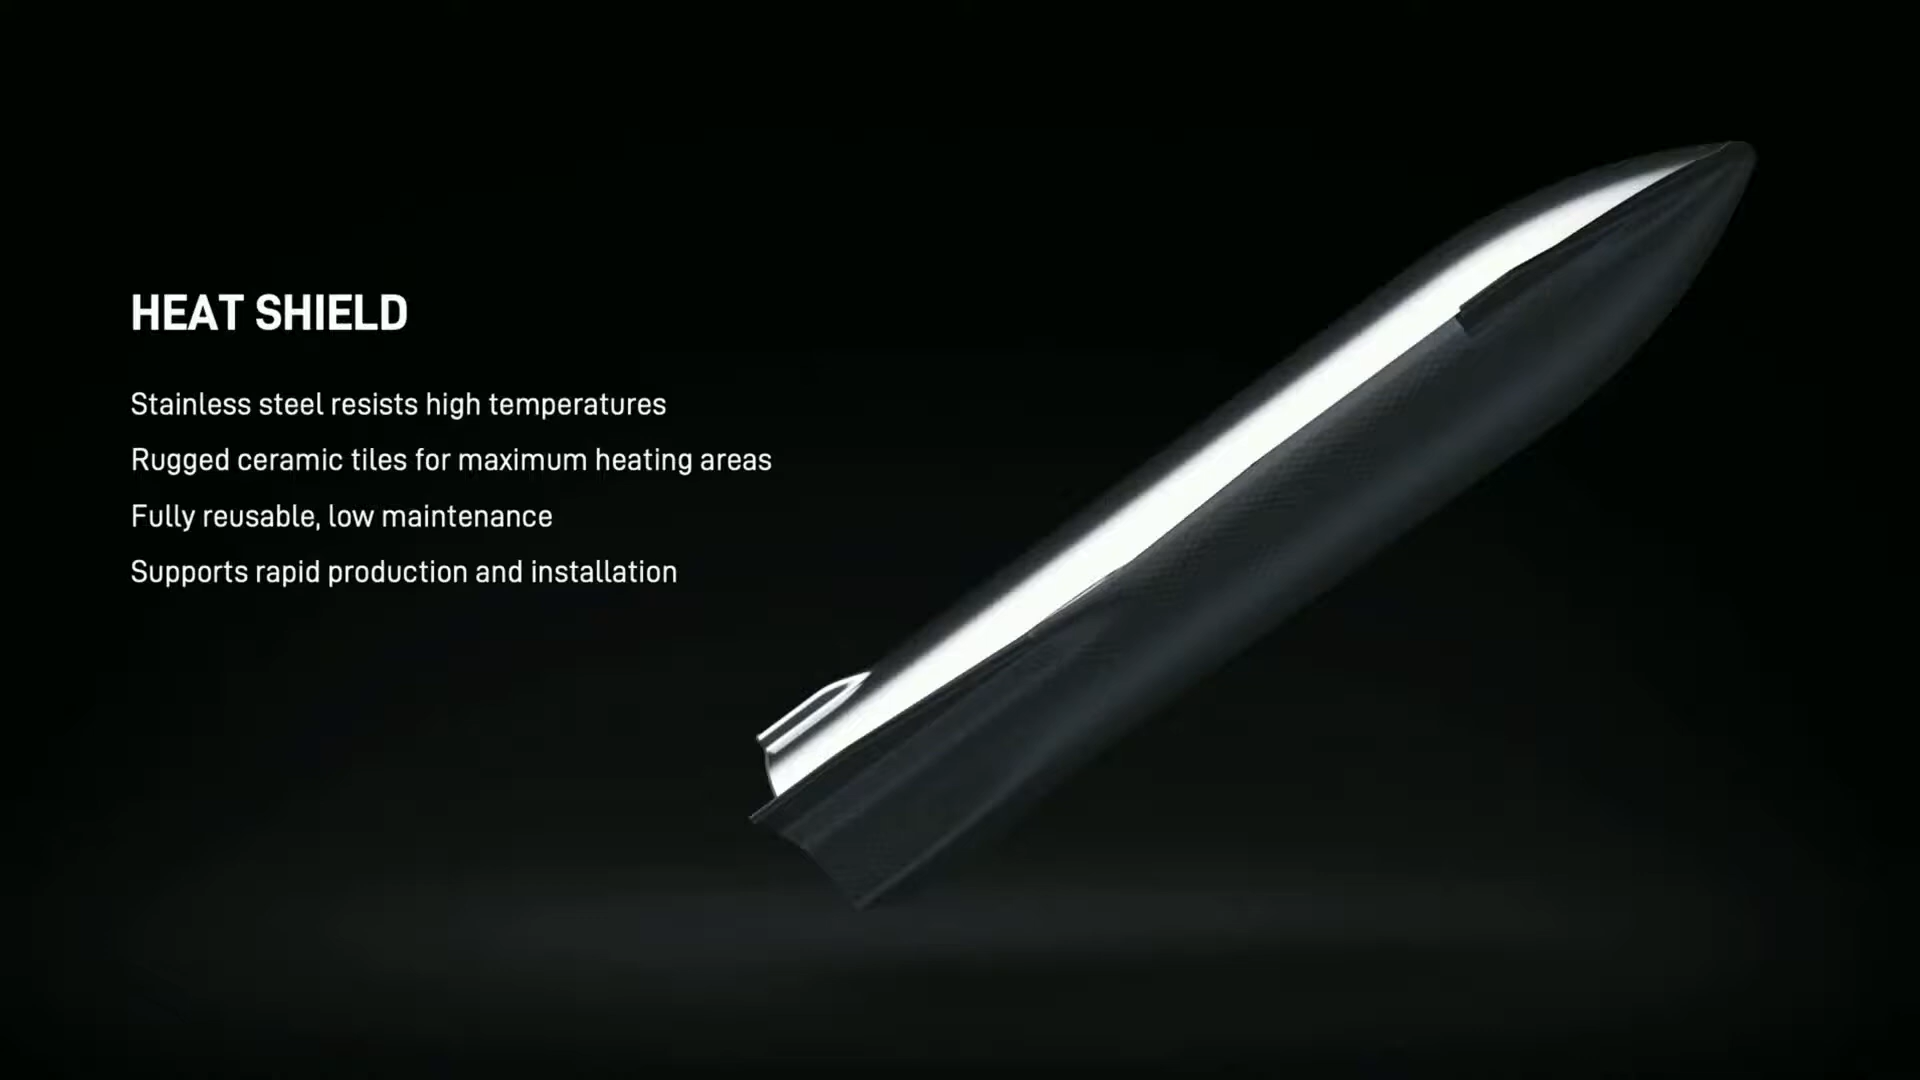 HEAT SHIELD
Stainless steel resists high temperatures
Rugged ceramic tiles for maximum heating areas
Fully reusable, low maintenance
Supports rapid production and installation